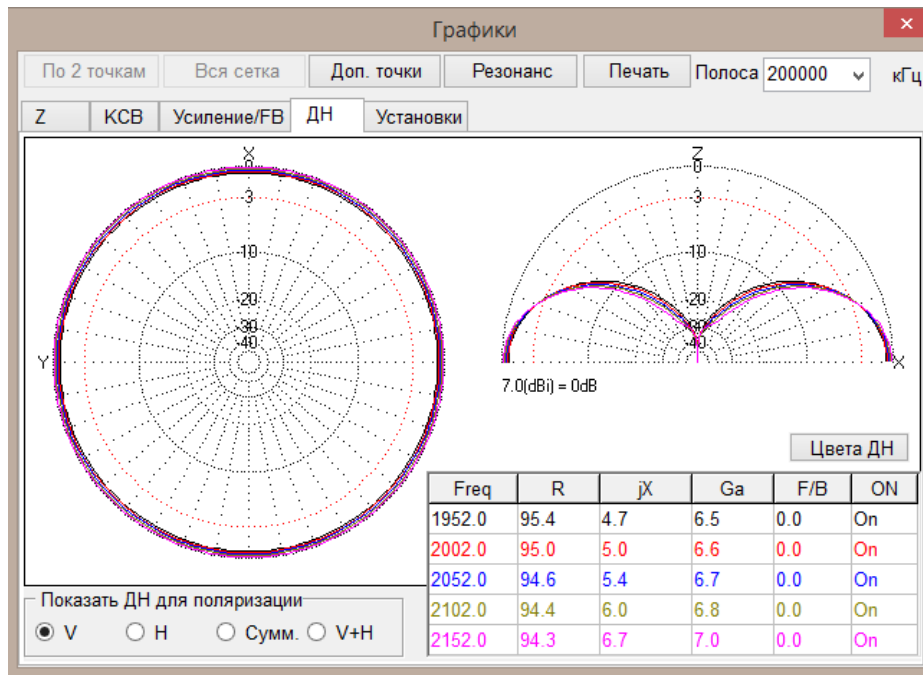 Графики
По 2 точкам Вся сетка Доп. точки Резонанс Печать Полоса 200000 кГц
Z КСВ Усиление/FB ДН Установки
X Z
0 0
3 3
-10 -10
-20 -20
-30 -30
-40 -40
Y X
7.0(dBi) = 0dB
Цвета ДН
Freq R jX Ga F/B ON
1952.0 95.4 4.7 6.5 0.0 On
2002.0 95.0 5.0 6.6 0.0 On
2052.0 94.6 5.4 6.7 0.0 On
2102.0 94.4 6.0 6.8 0.0 On
2152.0 94.3 6.7 7.0 0.0 On
Показать ДН для поляризации
V H Сумм. V+H